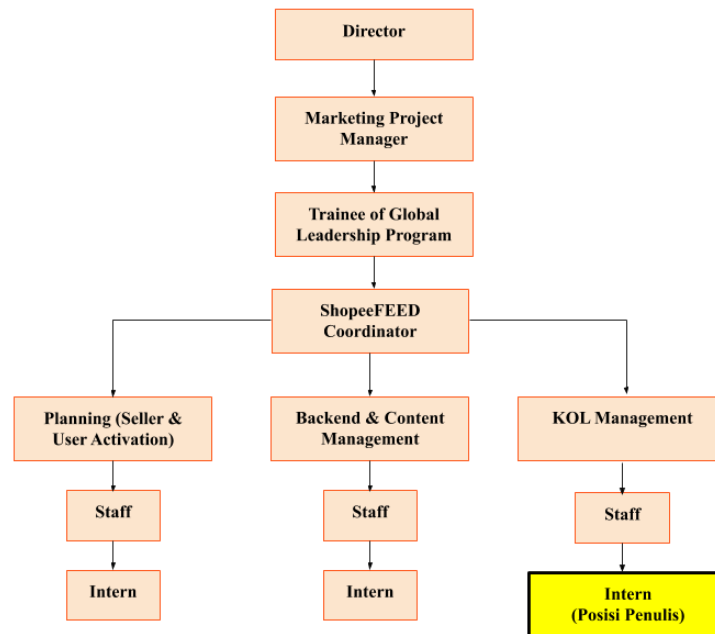 Director
Marketing Project
Manager
Trainee of Global
Leadership Program
ShopeeFEED
Coordinator
Planning (Seller &
User Activation)
Backend & Content
Management
KOL Management
Staff
Staff
Staff
Intern
Intern
Intern
(Posisi Penulis)